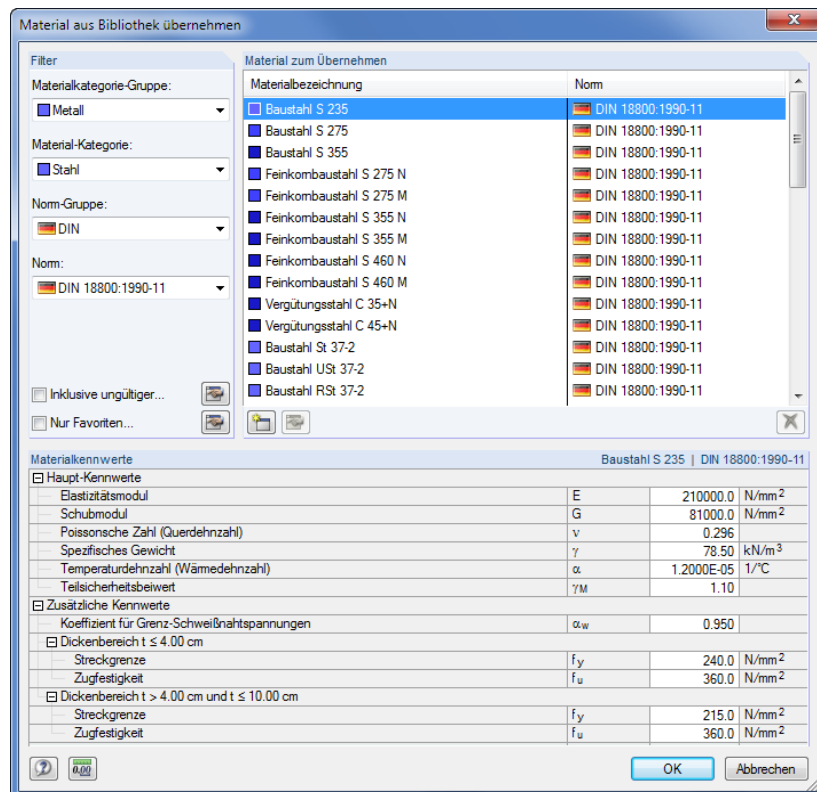 Material aus Bibliothek übernehmen
Filter
Materialkategorie-Gruppe:
Metall
Material-Kategorie:
Stahl
Norm-Gruppe:
DIN
Norm:
DIN 18800:1990-11
Inklusive ungültiger...
Nur Favoriten...
Material zum Übernehmen
Materialbezeichnung Norm
Baustahl S 235 DIN 18800:1990-11
Baustahl S 275 DIN 18800:1990-11
Baustahl S 355 DIN 18800:1990-11
Feinkornbaustahl S 275 N DIN 18800:1990-11
Feinkornbaustahl S 275 M DIN 18800:1990-11
Feinkornbaustahl S 355 N DIN 18800:1990-11
Feinkornbaustahl S 355 M DIN 18800:1990-11
Feinkornbaustahl S 460 N DIN 18800:1990-11
Feinkornbaustahl S 460 M DIN 18800:1990-11
Vergütungsstahl C 35+N DIN 18800:1990-11
Vergütungsstahl C 45+N DIN 18800:1990-11
Baustahl St 37-2 DIN 18800:1990-11
Baustahl USt 37-2 DIN 18800:1990-11
Baustahl RSt 37-2 DIN 18800:1990-11
Materialkennwerte Baustahl S 235 | DIN 18800:1990-11
Haupt-Kennwerte
Elastizitätsmodul E 210000.0 N/mm2
Schubmodul G 81000.0 N/mm2
Poissonsche Zahl (Querdehnzahl) ν 0.296
Spezifisches Gewicht γ 78.50 kN/m3
Temperaturdehnzahl (Wärmedehnzahl) α 1.2000E-05 1/°C
Teilsicherheitsbeiwert γM 1.10
Zusätzliche Kennwerte
Koeffizient für Grenz-Schweißnahtspannungen αw 0.950
Dickenbereich t ≤ 4.00 cm
Streckgrenze fy 240.0 N/mm2
Zugfestigkeit fu 360.0 N/mm2
Dickenbereich t > 4.00 cm und t ≤ 10.00 cm
Streckgrenze fy 215.0 N/mm2
Zugfestigkeit fu 360.0 N/mm2
0.00
OK Abbrechen